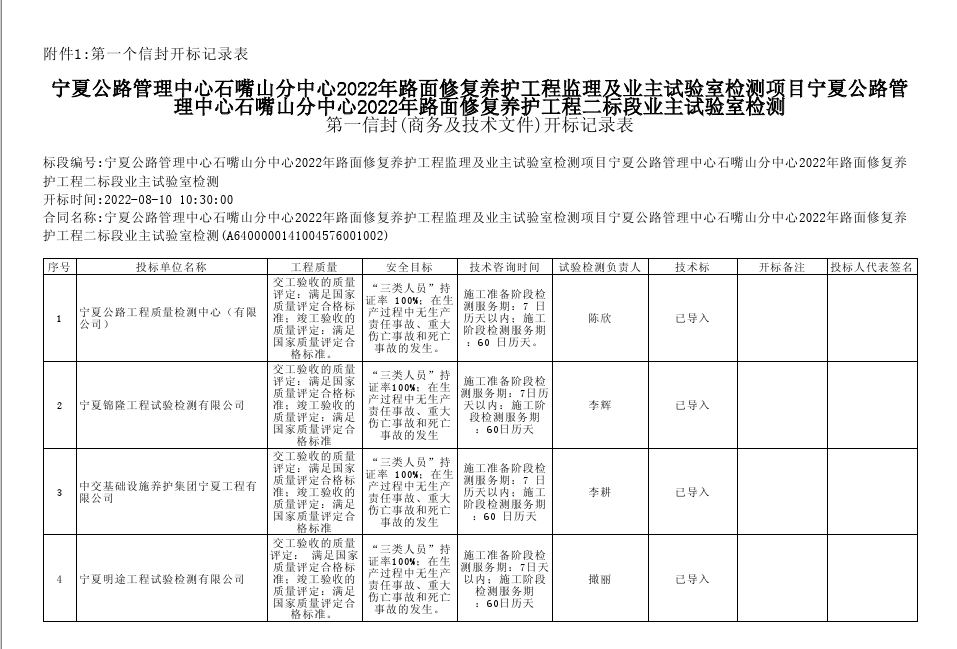 附件1:第一个信封开标记录表
宁夏公路管理中心石嘴山分中心2022年路面修复养护工程监理及业主试验室检测项目宁夏公路管
理中心石嘴山分中心2022年路面修复养护工程二标段业主试验室检测
第一信封(商务及技术文件)开标记录表
标段编号:宁夏公路管理中心石嘴山分中心2022年路面修复养护工程监理及业主试验室检测项目宁夏公路管理中心石嘴山分中心2022年路面修复养
护工程二标段业主试验室检测
开标时间:2022-08-10 10:30:00
合同名称:宁夏公路管理中心石嘴山分中心2022年路面修复养护工程监理及业主试验室检测项目宁夏公路管理中心石嘴山分中心2022年路面修复养
护工程二标段业主试验室检测(A6400000141004576001002)
序号 投标单位名称 工程质量 安全目标 技术咨询时间 试验检测负责人 技术标 开标备注 投标人代表签名
1
宁夏公路工程质量检测中心（有限
公司）
交工验收的质量
评定：满足国家
质量评定合格标
准；竣工验收的
质量评定：满足
国家质量评定合
格标准。
“三类人员”持
证率 100%；在生
产过程中无生产
责任事故、重大
伤亡事故和死亡
事故的发生。
施工准备阶段检
测服务期：7 日
历天以内；施工
阶段检测服务期
：60 日历天。
陈欣
已导入
2
宁夏锦隆工程试验检测有限公司
交工验收的质量
评定：满足国家
质量评定合格标
准；竣工验收的
质量评定：满足
国家质量评定合
格标准
“三类人员”持
证率100%；在生
产过程中无生产
责任事故、重大
伤亡事故和死亡
事故的发生
施工准备阶段检
测服务期：7日历
天以内；施工阶
段检测服务期
：60日历天
李辉
已导入
3
中交基础设施养护集团宁夏工程有
限公司
交工验收的质量
评定：满足国家
质量评定合格标
准；竣工验收的
质量评定：满足
国家质量评定合
格标准
“三类人员”持
证率 100%；在生
产过程中无生产
责任事故、重大
伤亡事故和死亡
事故的发生
施工准备阶段检
测服务期：7 日
历天以内；施工
阶段检测服务期
：60 日历天
李耕
已导入
4
宁夏明途工程试验检测有限公司
交工验收的质量
评定： 满足国家
质量评定合格标
准；竣工验收的
质量评定：满足
国家质量评定合
格标准。
“三类人员”持
证率100%；在生
产过程中无生产
责任事故、重大
伤亡事故和死亡
事故的发生。
施工准备阶段检
测服务期：7日天
以内；施工阶段
检测服务期
：60日历天
撖丽
已导入